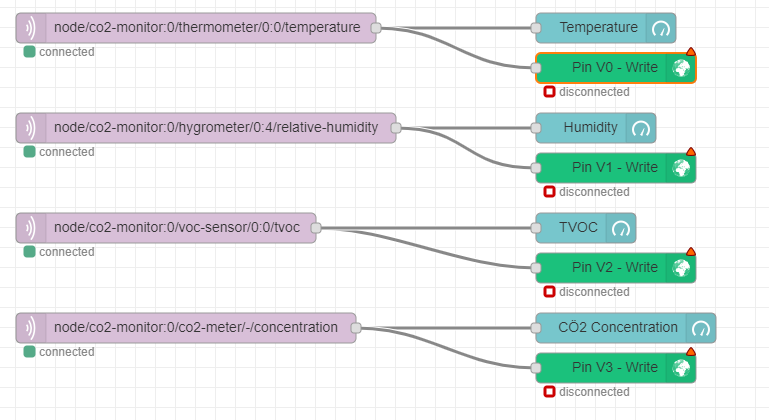 node/co2-monitor:0/thermometer/0:0/temperature
Temperature
connected
Pin V0 - Write
disconnected
node/co2-monitor:0/hygrometer/0:4/relative-humidity
Humidity
connected
Pin V1 - Write
disconnected
node/co2-monitor:0/voc-sensor/0:0/tvoc
TVOC
connected
Pin V2 - Write
disconnected
node/co2-monitor:0/co2-meter/-/concentration
CÖ2 Concentration
connected
Pin V3 - Write
disconnected